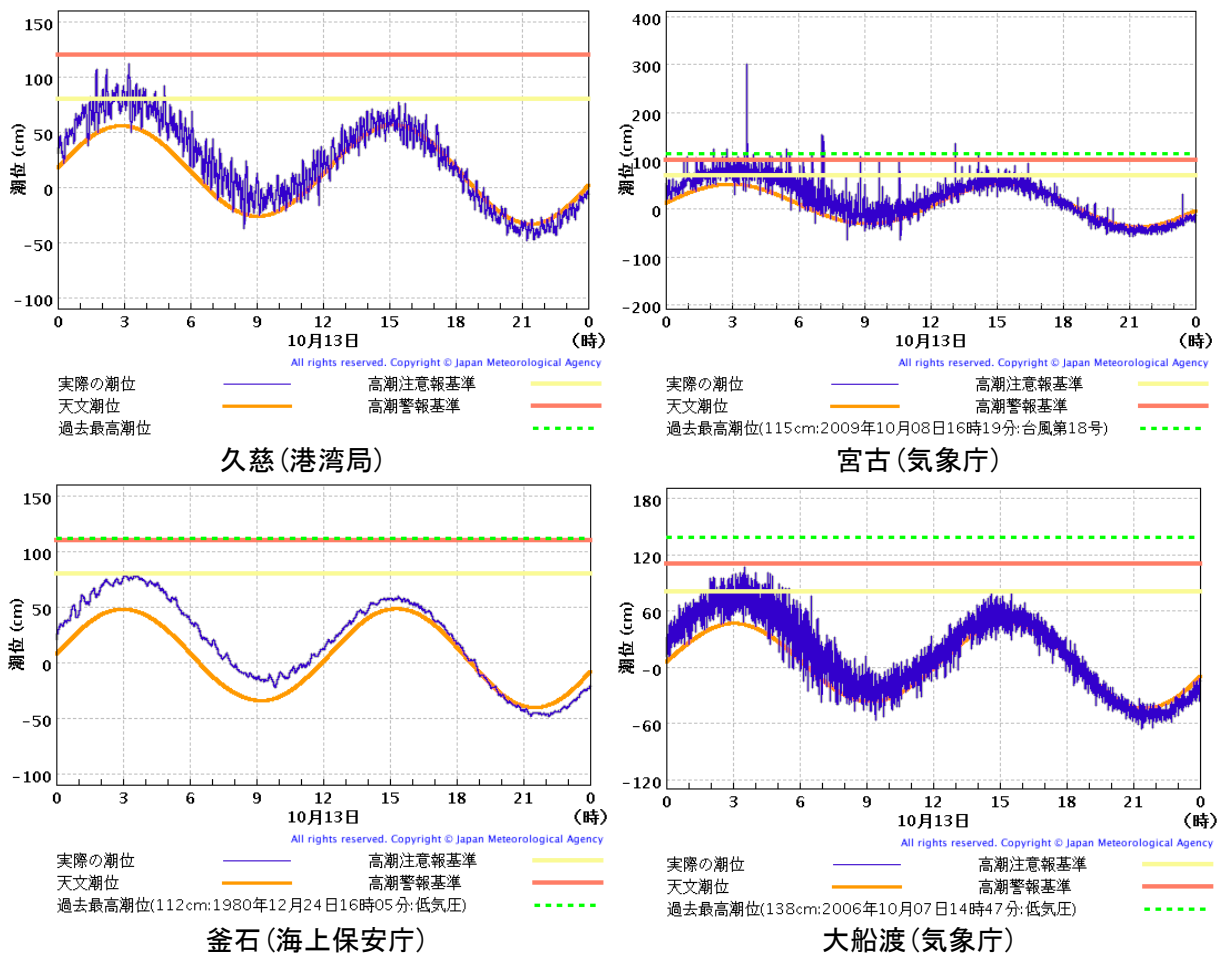 150
100
50
0
-50
-100
潮位 (cm)
0 3 6 9 12 15 18 21 0
10月13日
(時)
All rights reserved. Copyright © Japan Meteorological Agency
実際の潮位 高潮注意報基準
天文潮位 高潮警報基準
過去最高潮位
久慈(港湾局)
400
300
200
100
0
-100
-200
潮位 (cm)
0 3 6 9 12 15 18 21 0
10月13日
(時)
All rights reserved. Copyright © Japan Meteorological Agency
実際の潮位 高潮注意報基準
天文潮位 高潮警報基準
過去最高潮位(115cm:2009年10月08日16時19分:台風第18号)
宮古(気象庁)
150
100
50
0
-50
-100
潮位 (cm)
0 3 6 9 12 15 18 21 0
10月13日
(時)
All rights reserved. Copyright © Japan Meteorological Agency
実際の潮位 高潮注意報基準
天文潮位 高潮警報基準
過去最高潮位(112cm:1980年12月24日16時05分:低気圧)
釜石(海上保安庁)
180
120
60
-0
-60
-120
潮位 (cm)
0 3 6 9 12 15 18 21 0
10月13日
(時)
All rights reserved. Copyright © Japan Meteorological Agency
実際の潮位 高潮注意報基準
天文潮位 高潮警報基準
過去最高潮位(138cm:2006年10月07日14時47分:低気圧)
大船渡(気象庁)